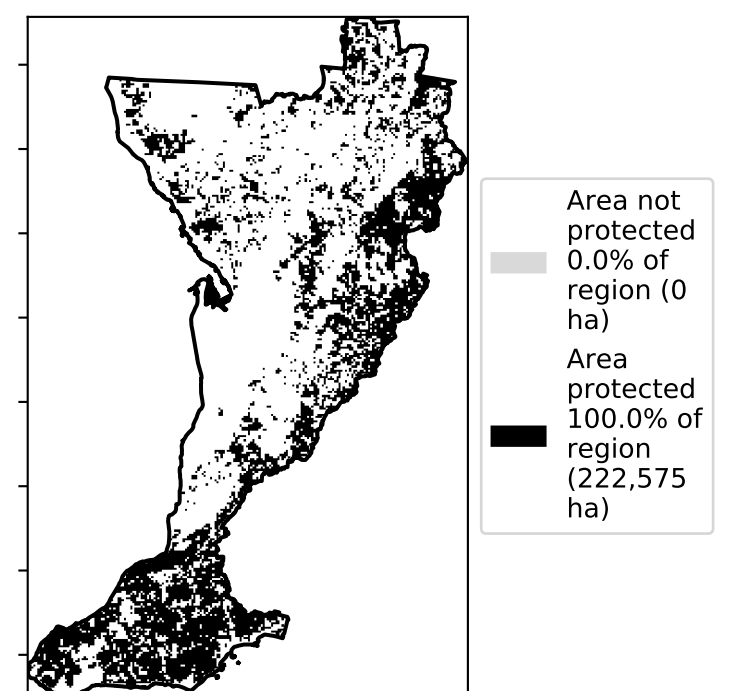 Area not
protected
0.0% of
region (0
ha)
Area
protected
100.0% of
region
(222,575
ha)